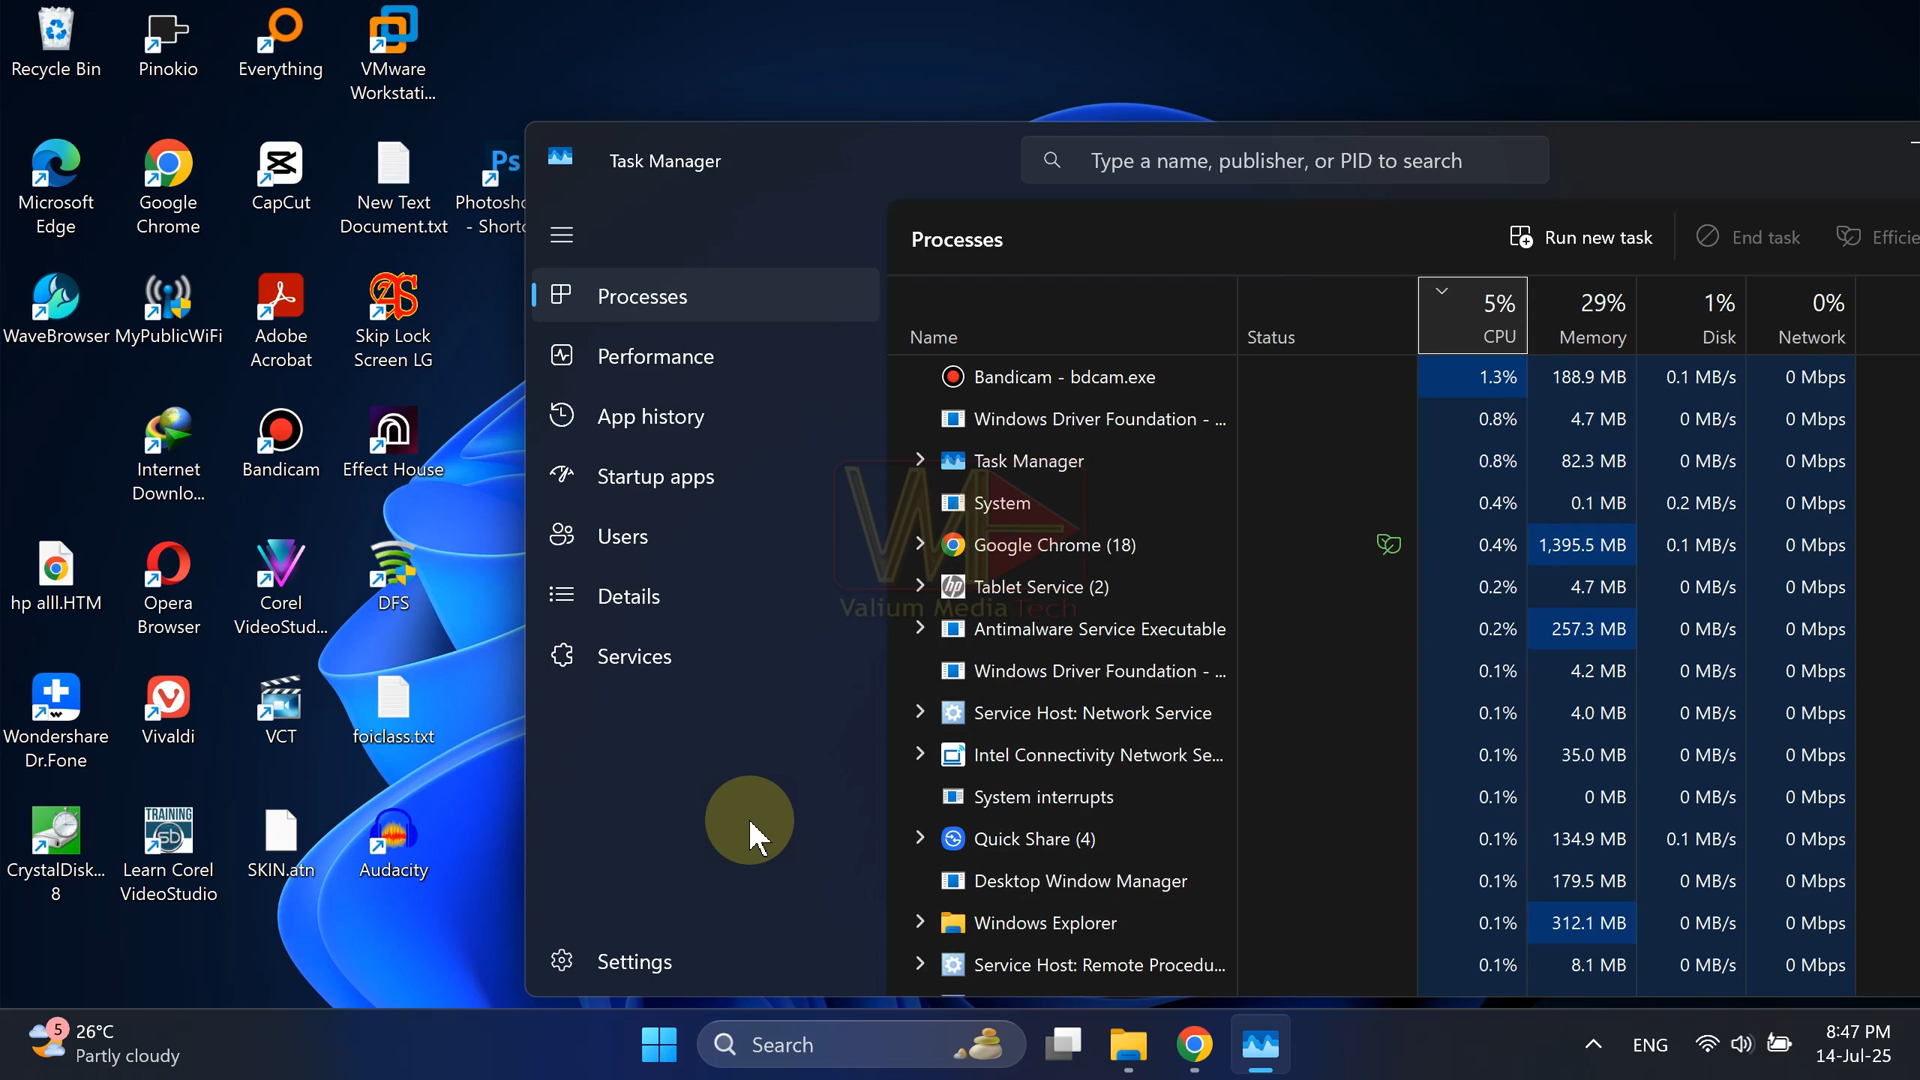 Recycle Bin
Pinokio
Everything
VMware
Workstati...
Microsoft
Edge
Google
Chrome
CapCut
New Text
Document.txt
Ps
Photosho
- Shortc
WaveBrowser
MyPublicWiFi
Adobe
Acrobat
Skip Lock
Screen LG
Internet
Downlo...
Bandicam
Effect House
hp alll.HTM
Opera
Browser
Corel
VideoStud...
DFS
Wondershare
Dr.Fone
Vivaldi
VCT
foiclass.txt
CrystalDisk...
8
TRAINING
sb
Learn Corel
VideoStudio
SKIN.atn
Audacity
Task Manager
Type a name, publisher, or PID to search
Processes
Performance
App history
Startup apps
Users
Details
Services
Settings
Processes
Run new task
End task
Efficie
Name
Status
5%
CPU
29%
Memory
1%
Disk
0%
Network
Bandicam - bdcam.exe 1.3% 188.9 MB 0.1 MB/s 0 Mbps
Windows Driver Foundation - ... 0.8% 4.7 MB 0 MB/s 0 Mbps
Task Manager 0.8% 82.3 MB 0 MB/s 0 Mbps
System 0.4% 0.1 MB 0.2 MB/s 0 Mbps
Google Chrome (18) 0.4% 1,395.5 MB 0.1 MB/s 0 Mbps
Tablet Service (2) 0.2% 4.7 MB 0 MB/s 0 Mbps
Valium Media Tech
Antimalware Service Executable 0.2% 257.3 MB 0 MB/s 0 Mbps
Windows Driver Foundation - ... 0.1% 4.2 MB 0 MB/s 0 Mbps
Service Host: Network Service 0.1% 4.0 MB 0 MB/s 0 Mbps
Intel Connectivity Network Se... 0.1% 35.0 MB 0 MB/s 0 Mbps
System interrupts 0.1% 0 MB 0 MB/s 0 Mbps
Quick Share (4) 0.1% 134.9 MB 0.1 MB/s 0 Mbps
Desktop Window Manager 0.1% 179.5 MB 0 MB/s 0 Mbps
Windows Explorer 0.1% 312.1 MB 0 MB/s 0 Mbps
Service Host: Remote Procedu... 0.1% 8.1 MB 0 MB/s 0 Mbps
5
26°C
Partly cloudy
Search
ENG
8:47 PM
14-Jul-25